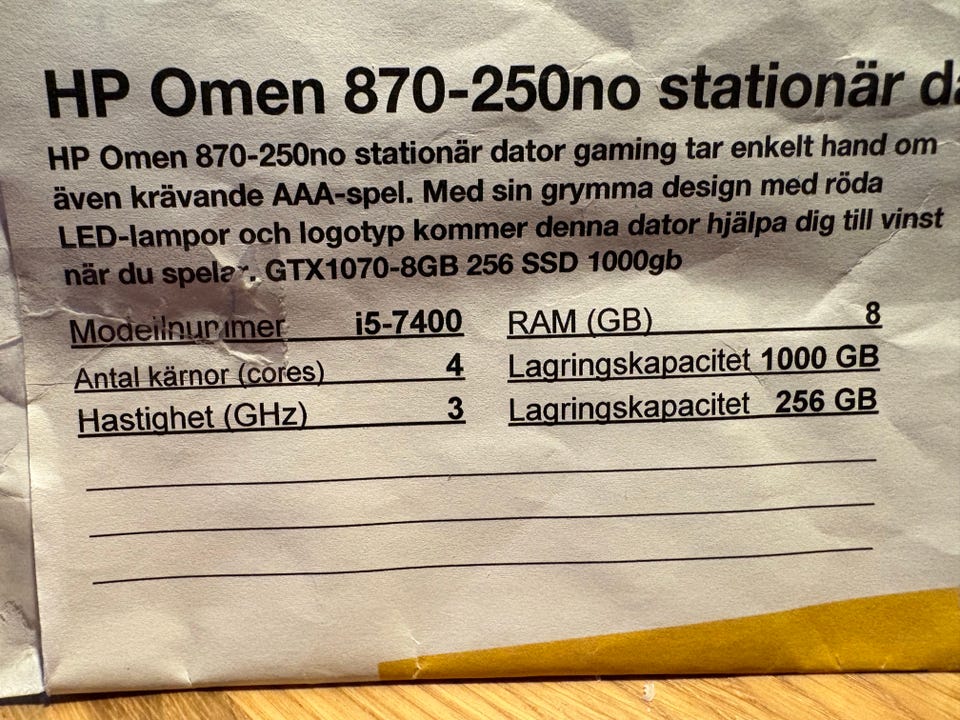 HP Omen 870-250no stationär da
HP Omen 870-250no stationär dator gaming tar enkelt hand om
även krävande AAA-spel. Med sin grymma design med röda
LED-lampor och logotyp kommer denna dator hjälpa dig till vinst
när du spelar. GTX1070-8GB 256 SSD 1000gb
Modellnummer i5-7400 RAM (GB) 8
Antal kärnor (cores) 4 Lagringskapacitet 1000 GB
Hastighet (GHz) 3 Lagringskapacitet 256 GB